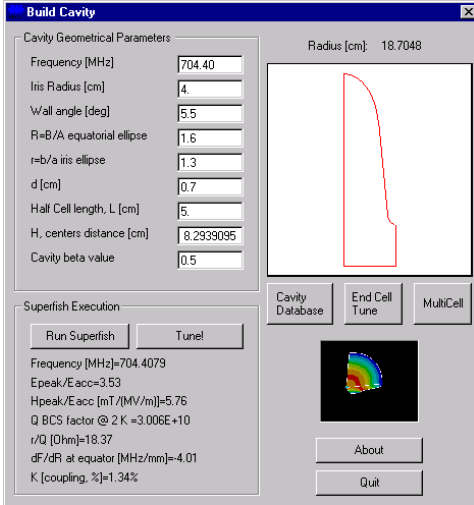 Build Cavity
Cavity Geometrical Parameters
Frequency [MHz] 704.40
Iris Radius [cm] 4.
Wall angle [deg] 5.5
R=B/A equatorial ellipse 1.6
r=b/a iris ellipse 1.3
d [cm] 0.7
Half Cell length, L [cm] 5.
H, centers distance [cm] 8.2939095
Cavity beta value 0.5
Radius [cm]: 18.7048
Cavity Database
End Cell Tune
MultiCell
Superfish Execution
Run Superfish
Tune!
Frequency [MHz]=704.4079
Epeak/Eacc=3.53
Hpeak/Eacc [mT/(MV/m)]=5.76
Q BCS factor @ 2 K =3.006E+10
r/Q [Ohm]=18.37
dF/dR at equator [MHz/mm]=-4.01
K [coupling, %]=1.34%
About
Quit